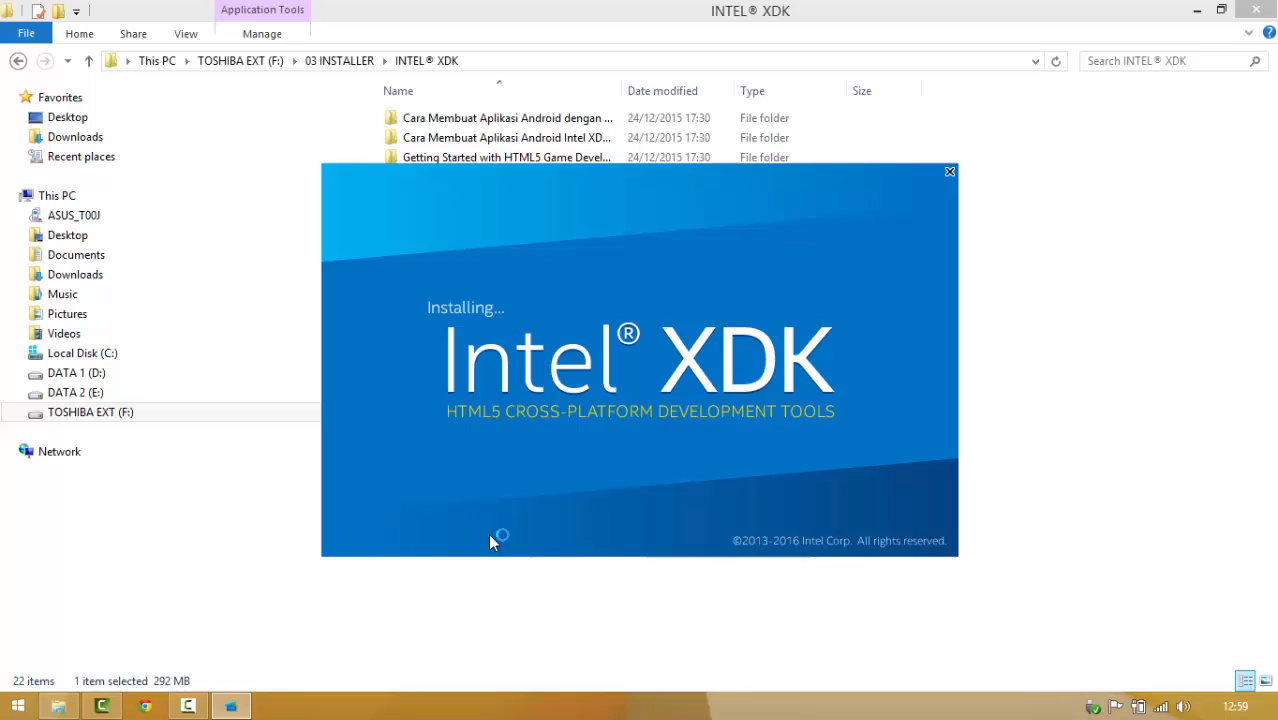 Application Tools
INTEL® XDK
File Home Share View Manage
This PC TOSHIBA EXT (F:) 03 INSTALLER INTEL® XDK
Search INTEL® XDK
Name Date modified Type Size
Favorites
Desktop
Downloads
Recent places
This PC
ASUS_T00J
Desktop
Documents
Downloads
Music
Pictures
Videos
Local Disk (C:)
DATA 1 (D:)
DATA 2 (E:)
TOSHIBA EXT (F:)
Network
Cara Membuat Aplikasi Android dengan ... 24/12/2015 17:30 File folder
Cara Membuat Aplikasi Android Intel XD... 24/12/2015 17:30 File folder
Getting Started with HTML5 Game Devel... 24/12/2015 17:30 File folder
Installing...
Intel® XDK
HTML5 CROSS-PLATFORM DEVELOPMENT TOOLS
©2013-2016 Intel Corp. All rights reserved.
22 items 1 item selected 292 MB
12:59